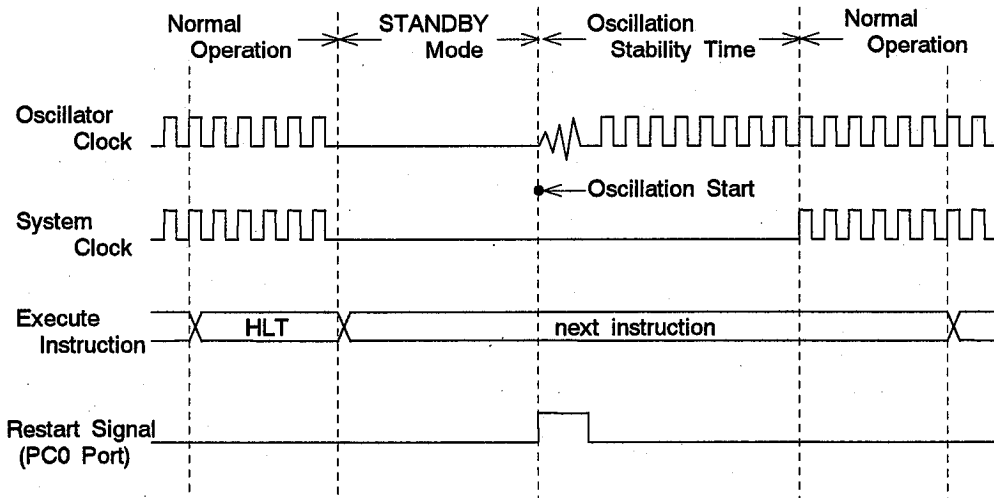 Normal
Operation
STANDBY
Mode
Oscillation
Stability Time
Normal
Operation
Oscillator
Clock
Oscillation Start
System
Clock
Execute
Instruction
HLT
next instruction
Restart Signal
(PC0 Port)